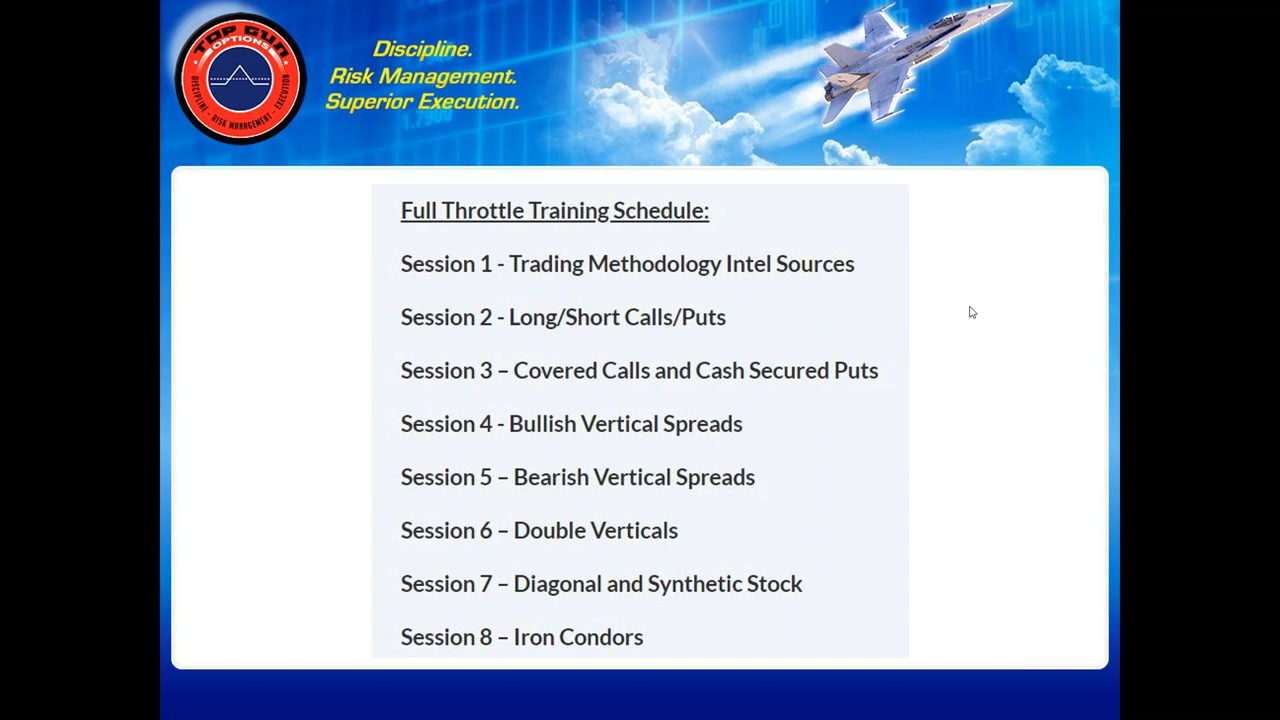 TOP GUN
OPTIONS
DISCIPLINE - RISK MANAGEMENT - EXECUTION
Discipline.
Risk Management.
Superior Execution.
1.7900
Full Throttle Training Schedule:
Session 1 - Trading Methodology Intel Sources
Session 2 - Long/Short Calls/Puts
Session 3 – Covered Calls and Cash Secured Puts
Session 4 - Bullish Vertical Spreads
Session 5 – Bearish Vertical Spreads
Session 6 – Double Verticals
Session 7 – Diagonal and Synthetic Stock
Session 8 – Iron Condors